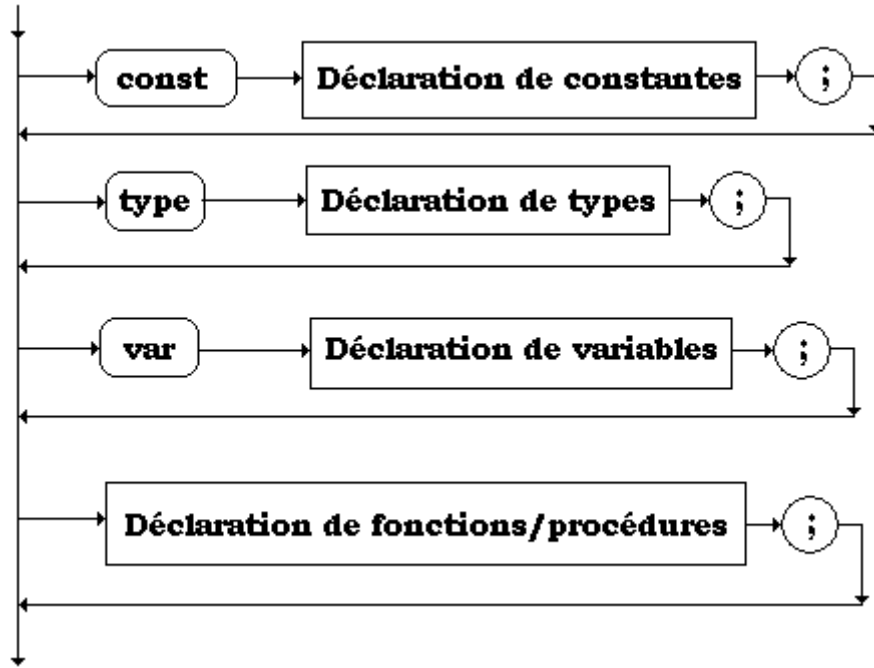 const Déclaration de constantes ;
type Déclaration de types ;
var Déclaration de variables ;
Déclaration de fonctions/procédures ;